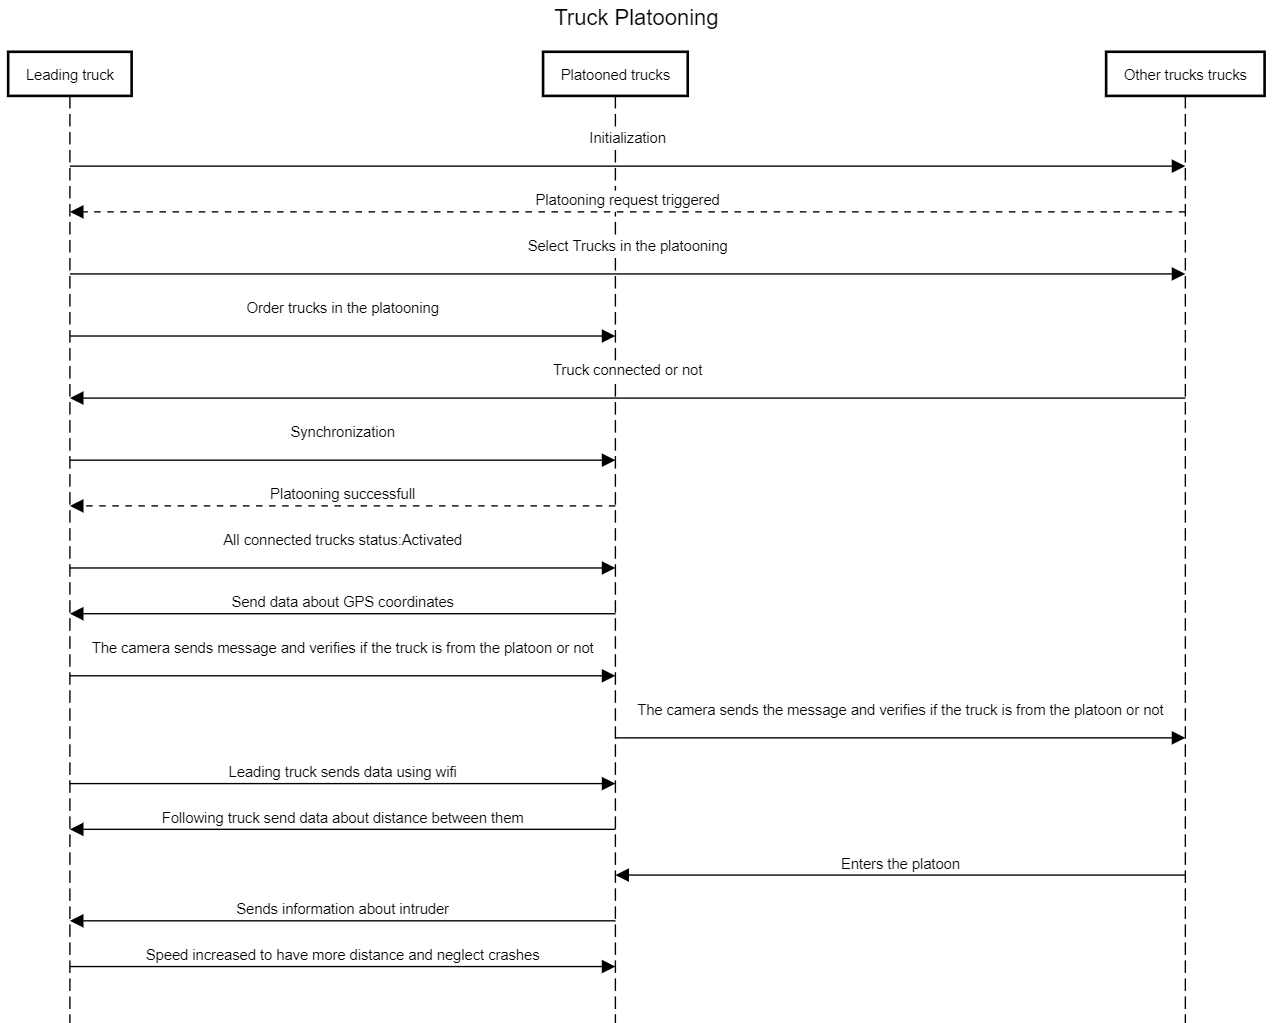 Truck Platooning
Leading truck
Platooned trucks
Other trucks trucks
Initialization
Platooning request triggered
Select Trucks in the platooning
Order trucks in the platooning
Truck connected or not
Synchronization
Platooning successfull
All connected trucks status:Activated
Send data about GPS coordinates
The camera sends message and verifies if the truck is from the platoon or not
The camera sends the message and verifies if the truck is from the platoon or not
Leading truck sends data using wifi
Following truck send data about distance between them
Enters the platoon
Sends information about intruder
Speed increased to have more distance and neglect crashes